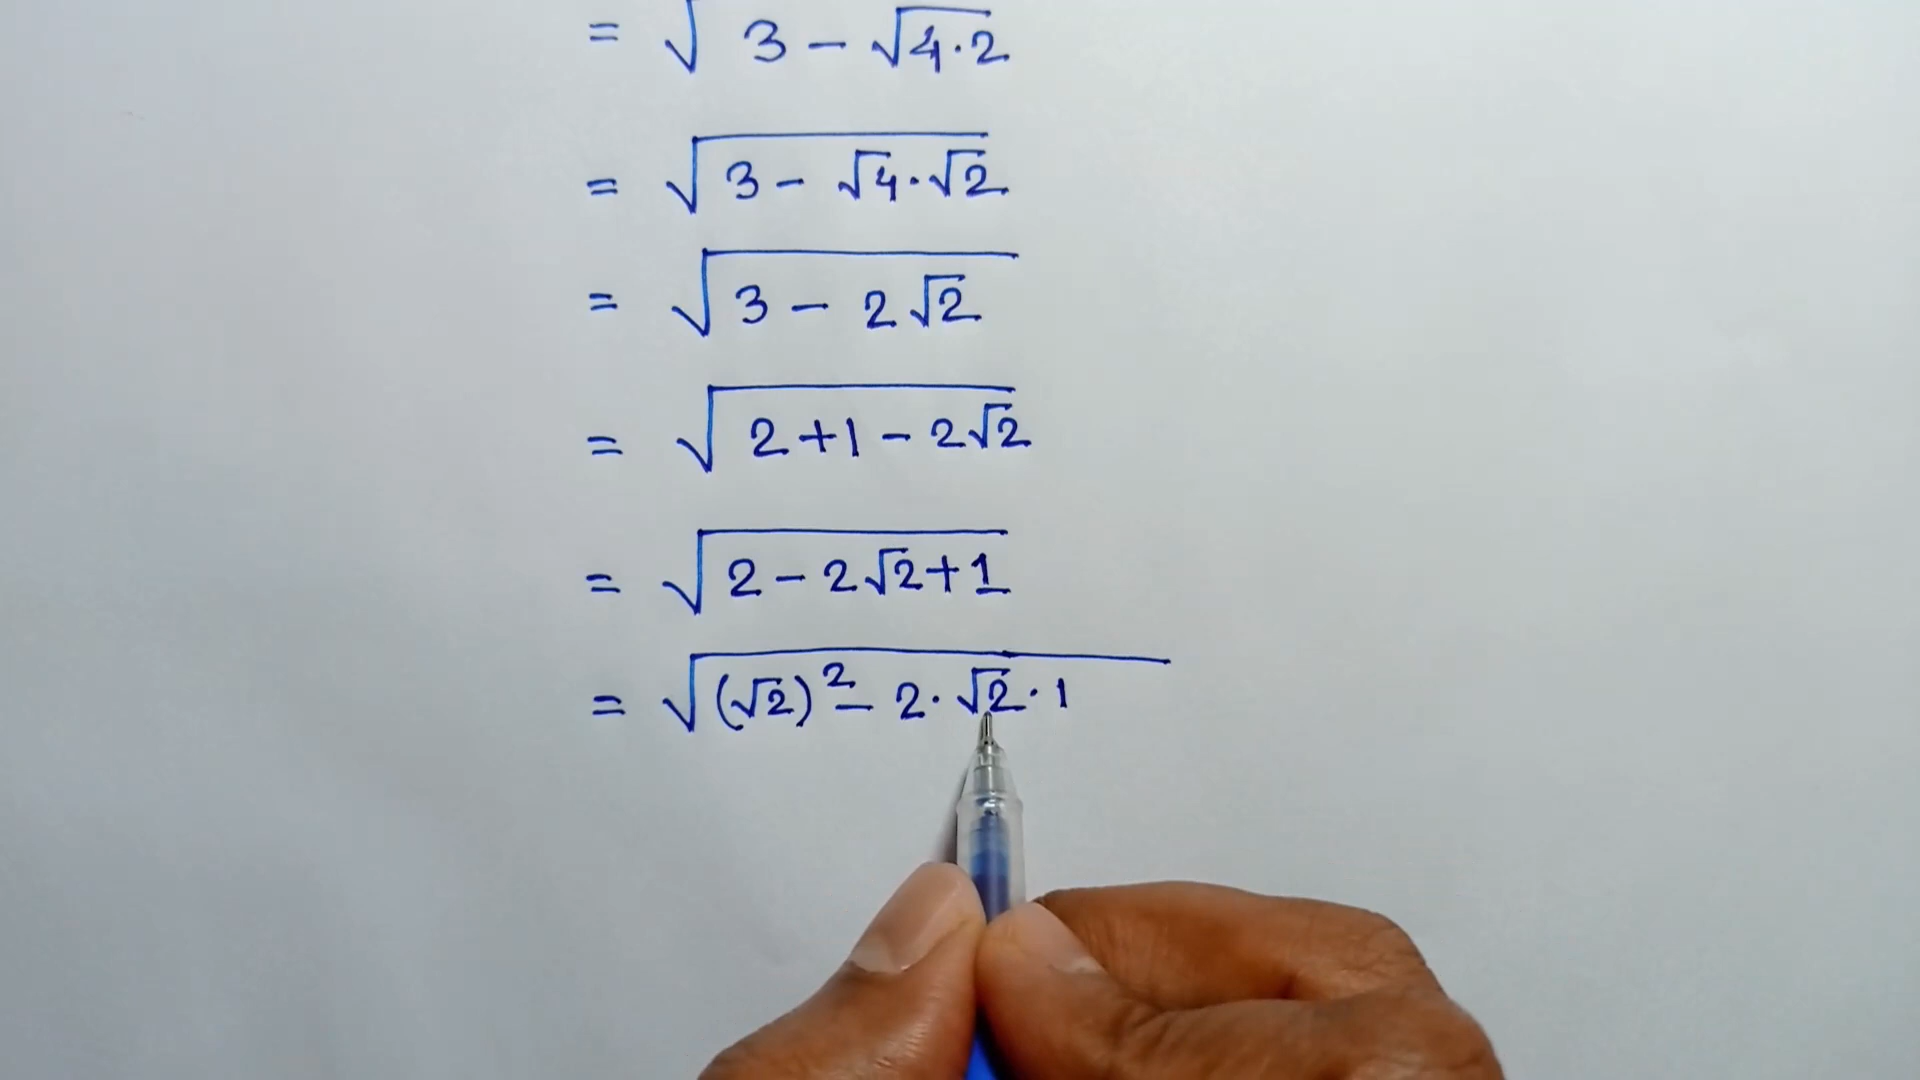 = √3 - √4·2
= √3 - √4·√2
= √3 - 2√2
= √2+1-2√2
= √2-2√2+1
= √(√2)² - 2·√2·1